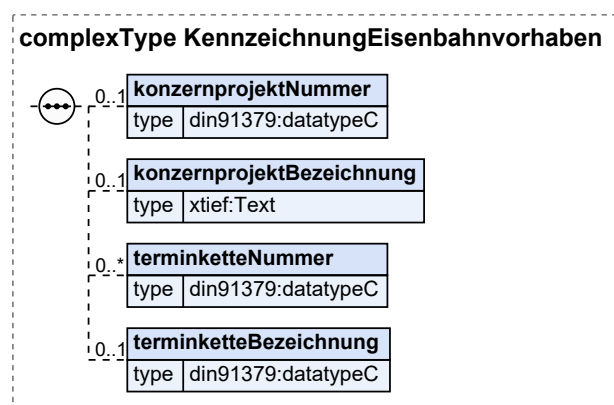 complexType KennzeichnungEisenbahnvorhaben
0..1 konzernprojektNummer
type din91379:datatypeC
0..1 konzernprojektBezeichnung
type xtief:Text
0..* terminketteNummer
type din91379:datatypeC
0..1 terminketteBezeichnung
type din91379:datatypeC